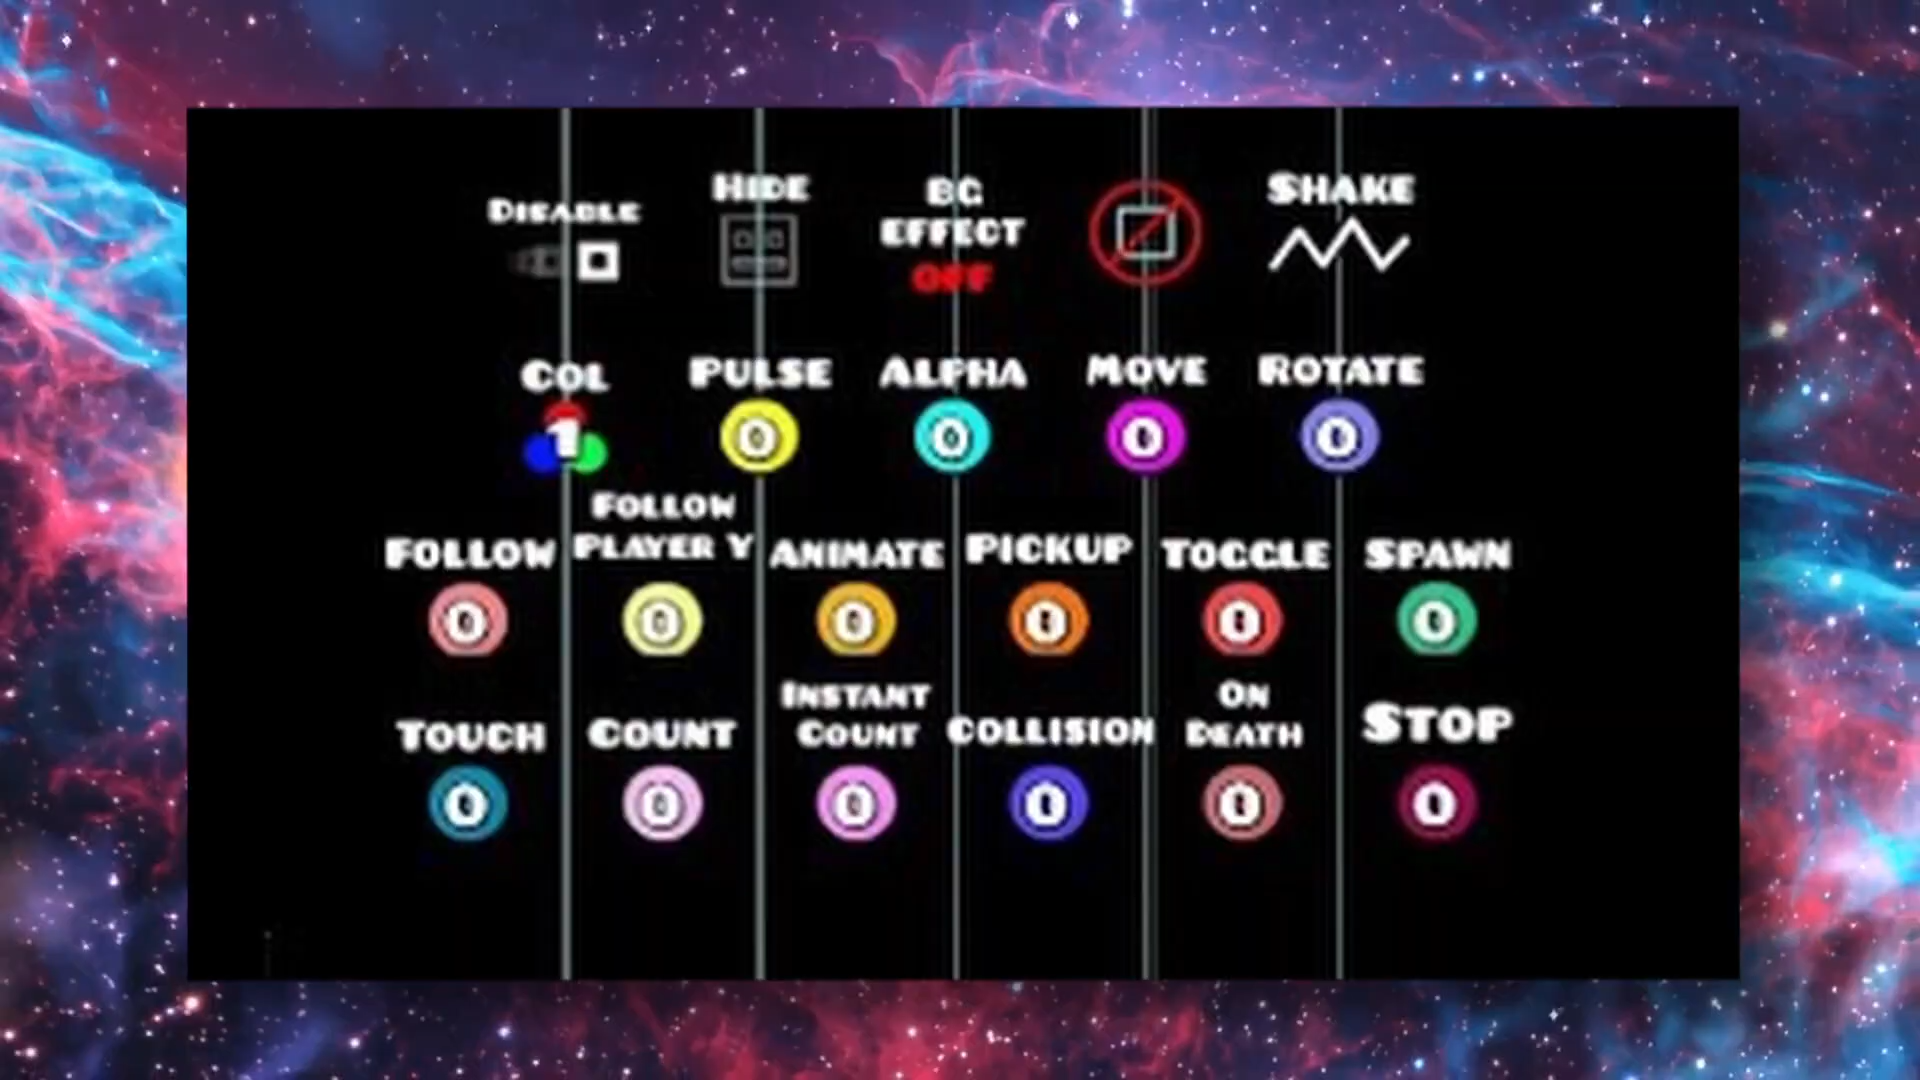 DISABLE
HIDE
BG
EFFECT
OFF
SHAKE
COL
1
PULSE
0
ALPHA
0
MOVE
0
ROTATE
0
FOLLOW
0
FOLLOW
PLAYER Y
0
ANIMATE
0
PICKUP
0
TOGGLE
0
SPAWN
0
TOUCH
0
COUNT
0
INSTANT
COUNT
0
COLLISION
0
ON
DEATH
0
STOP
0